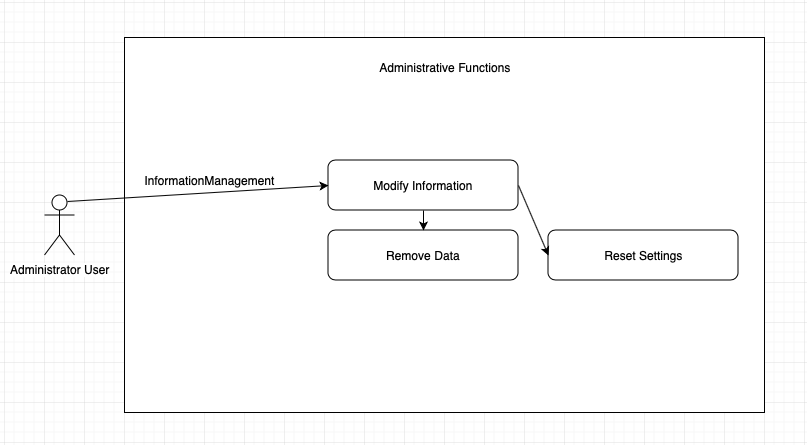 Administrative Functions
InformationManagement
Modify Information
Remove Data
Reset Settings
Administrator User